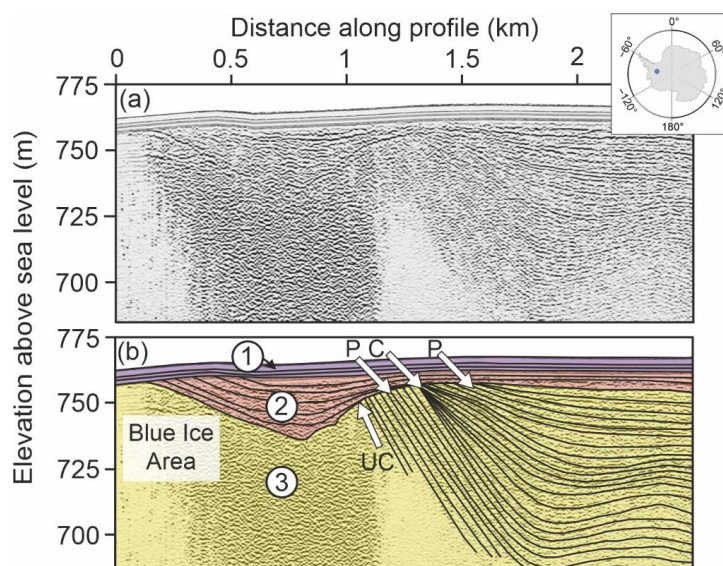 Distance along profile (km)
0 0.5 1 1.5 2
Elevation above sea level (m)
775
750
725
700
(a)
0°
60°
120°
180°
−120°
−60°
775
750
725
700
(b)
1
P C P
2
UC
Blue Ice
Area
3